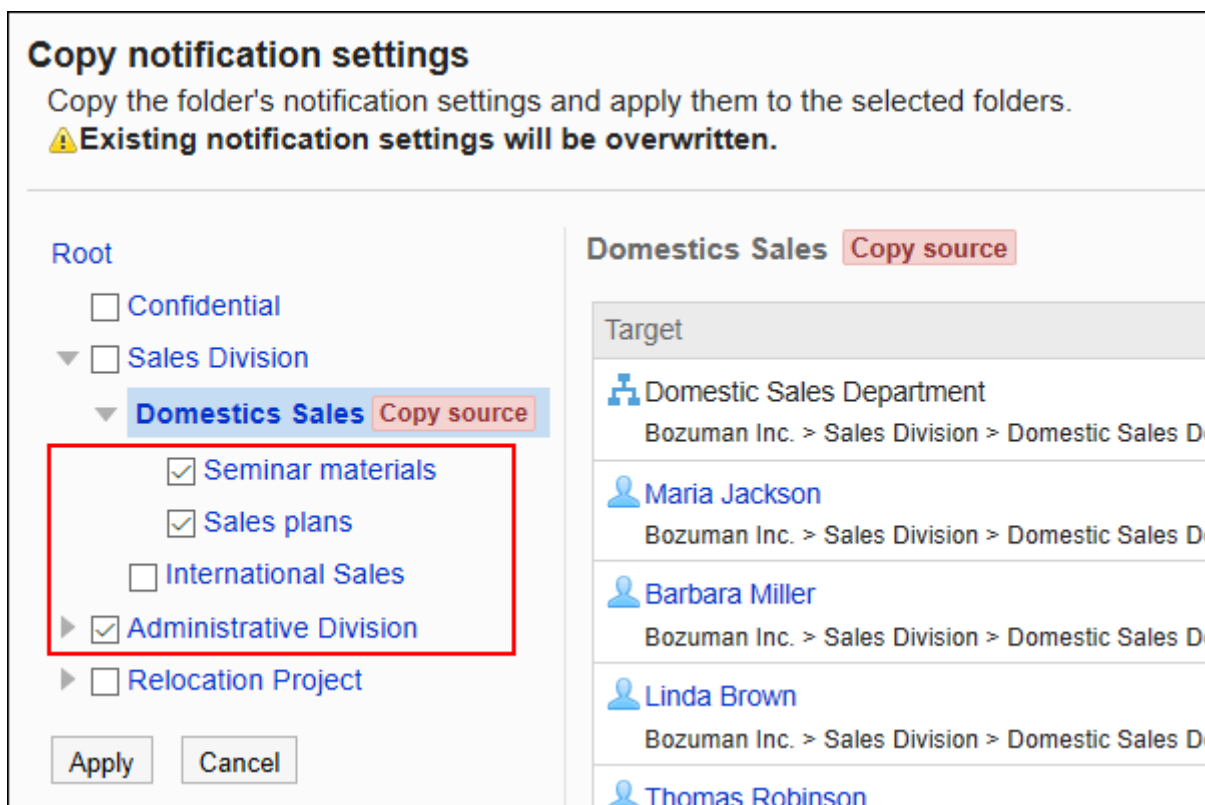 Copy notification settings
Copy the folder's notification settings and apply them to the selected folders.
Existing notification settings will be overwritten.
Root
Confidential
Sales Division
Domestics Sales Copy source
Seminar materials
Sales plans
International Sales
Administrative Division
Relocation Project
Apply Cancel
Domestics Sales Copy source
Target
Domestic Sales Department
Bozuman Inc. > Sales Division > Domestic Sales
Maria Jackson
Bozuman Inc. > Sales Division > Domestic Sales
Barbara Miller
Bozuman Inc. > Sales Division > Domestic Sales
Linda Brown
Bozuman Inc. > Sales Division > Domestic Sales
Thomas Robinson